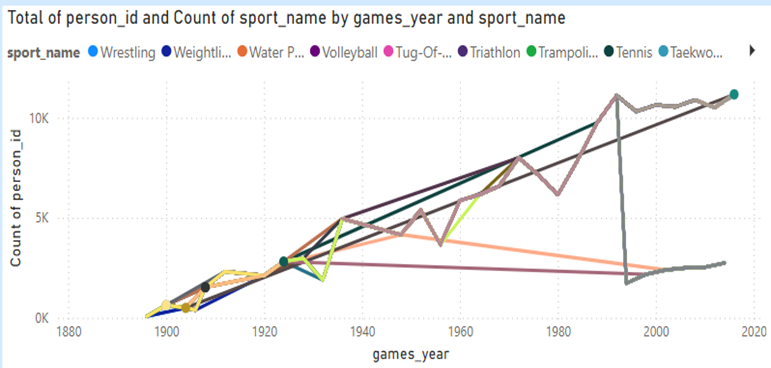 Total of person_id and Count of sport_name by games_year and sport_name
sport_name Wrestling Weightli... Water P... Volleyball Tug-Of-... Triathlon Trampoli... Tennis Taekwo...
10K
5K
0K
Count of person_id
1880 1900 1920 1940 1960 1980 2000 2020
games_year